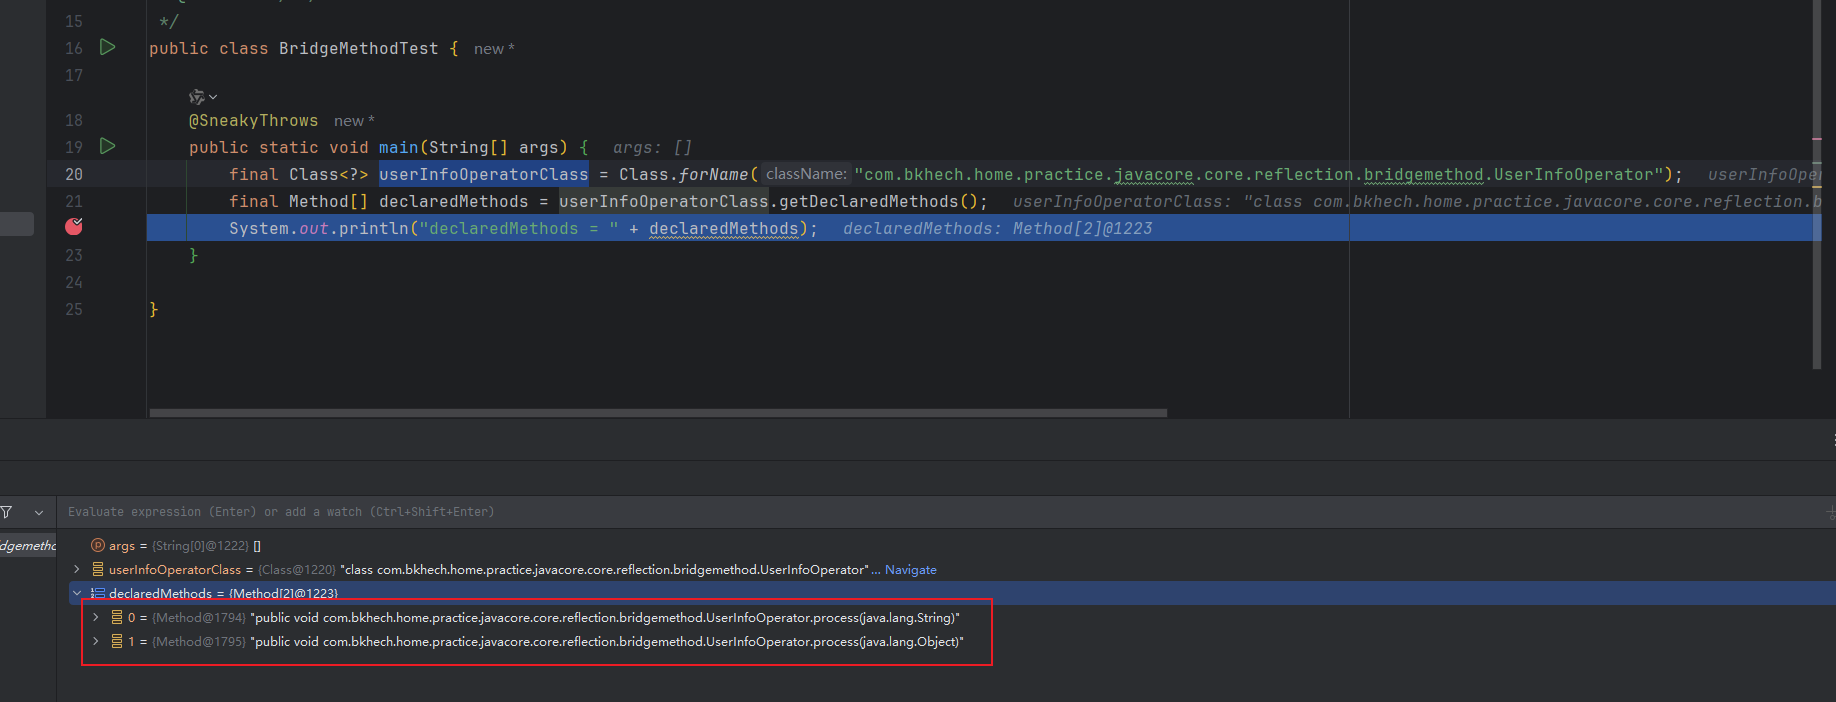 15 */
16 public class BridgeMethodTest { new *
17
18 @SneakyThrows new *
19 public static void main(String[] args) { args: []
20 final Class<?> userInfoOperatorClass = Class.forName( className: "com.bkhech.home.practice.javacore.core.reflection.bridgemethod.UserInfoOperator"); userInfoOper
21 final Method[] declaredMethods = userInfoOperatorClass.getDeclaredMethods(); userInfoOperatorClass: "class com.bkhech.home.practice.javacore.core.reflection.b
System.out.println("declaredMethods = " + declaredMethods); declaredMethods: Method[2]@1223
23 }
24
25 }
Evaluate expression (Enter) or add a watch (Ctrl+Shift+Enter)
args = {String[0]@1222} []
userInfoOperatorClass = {Class@1220} "class com.bkhech.home.practice.javacore.core.reflection.bridgemethod.UserInfoOperator"... Navigate
declaredMethods = {Method[2]@1223}
0 = {Method@1794} "public void com.bkhech.home.practice.javacore.core.reflection.bridgemethod.UserInfoOperator.process(java.lang.String)"
1 = {Method@1795} "public void com.bkhech.home.practice.javacore.core.reflection.bridgemethod.UserInfoOperator.process(java.lang.Object)"